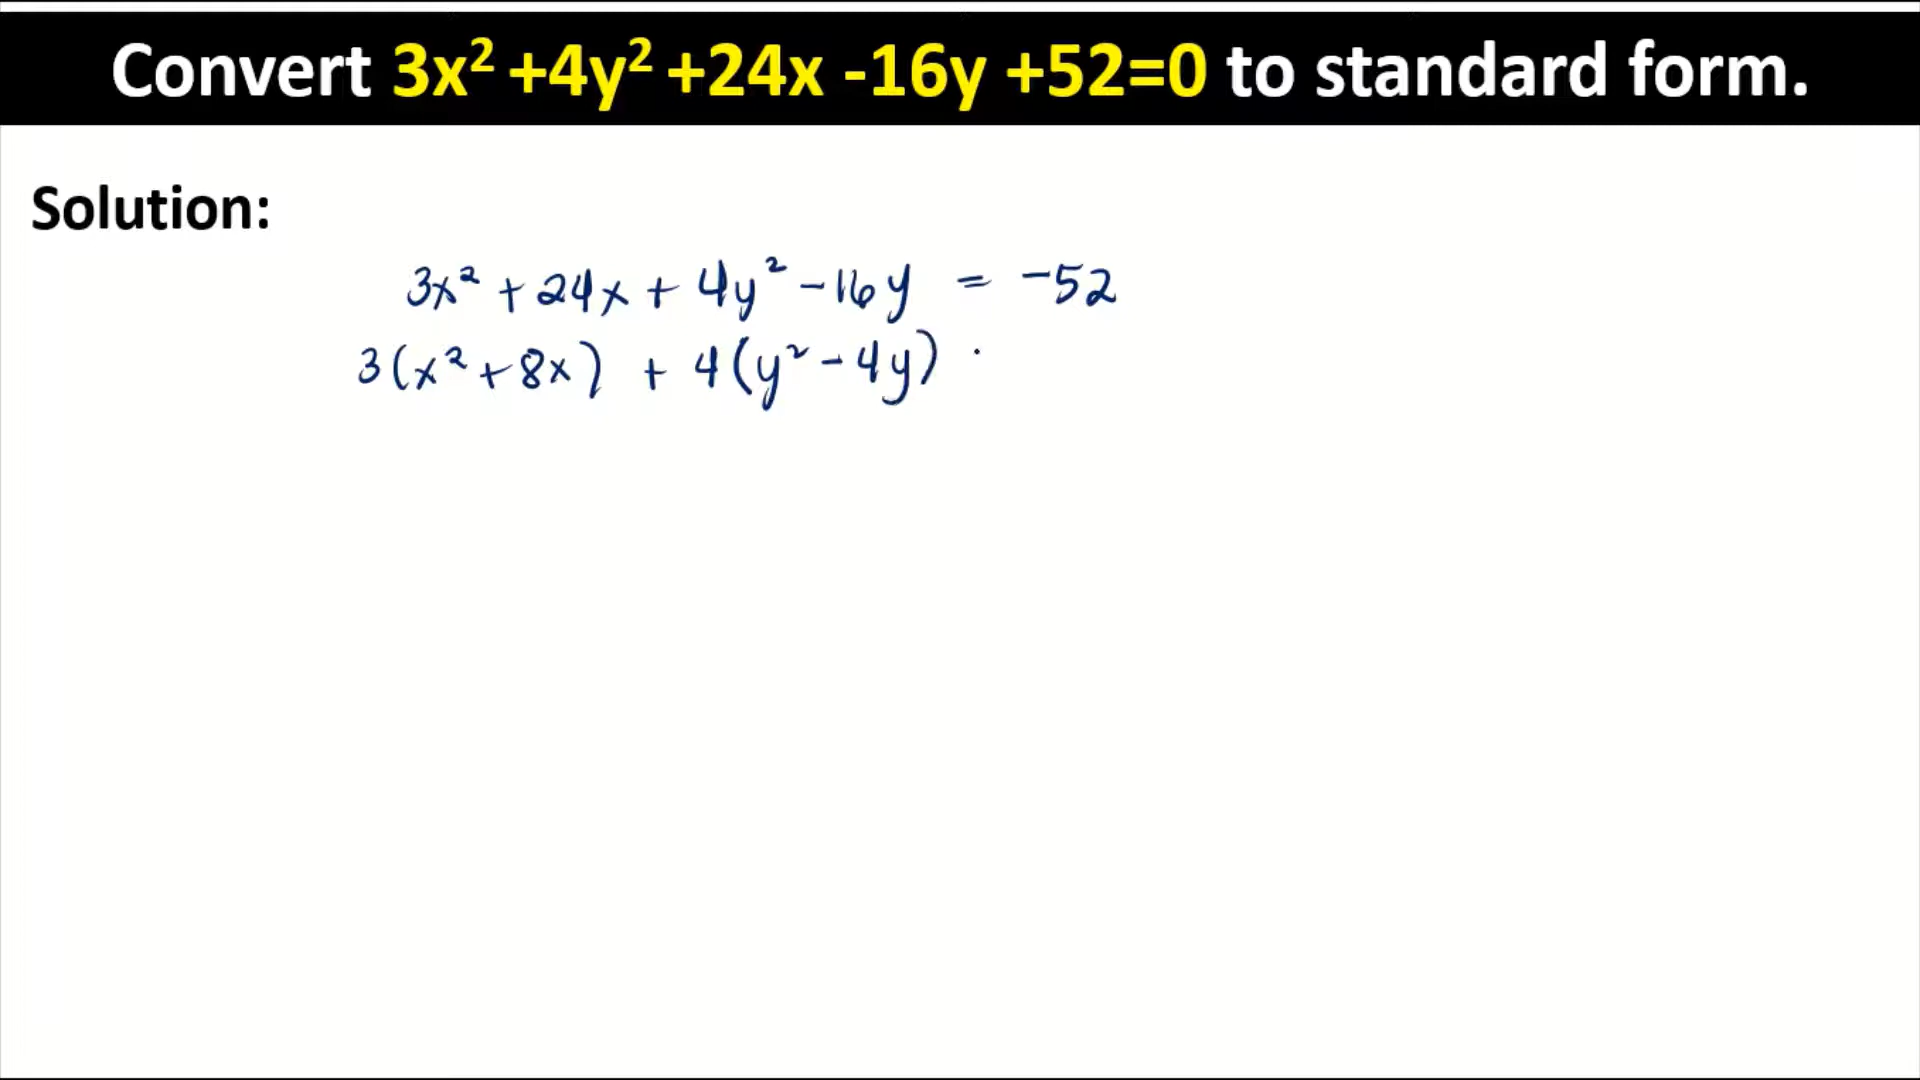 Convert 3x² +4y² +24x -16y +52=0 to standard form.
Solution:
3x² + 24x + 4y² - 16y = -52
3(x² + 8x) + 4(y² - 4y)